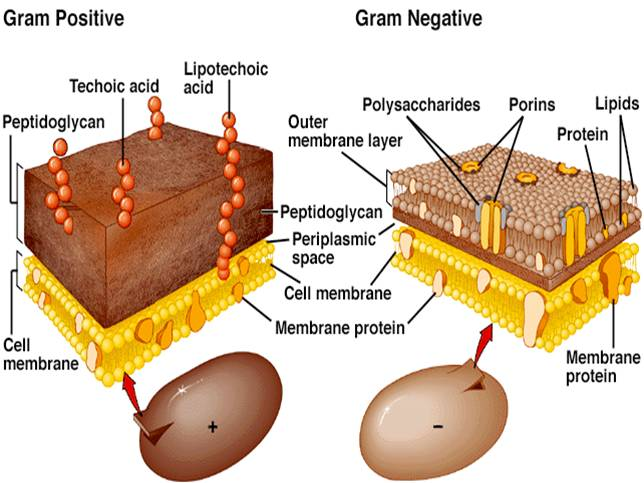 Gram Positive
Gram Negative
Lipotechoic
acid
Techoic acid
Peptidoglycan
Cell
membrane
Polysaccharides
Porins
Lipids
Protein
Outer
membrane layer
Peptidoglycan
Periplasmic
space
Cell membrane
Membrane protein
Membrane
protein
+
−